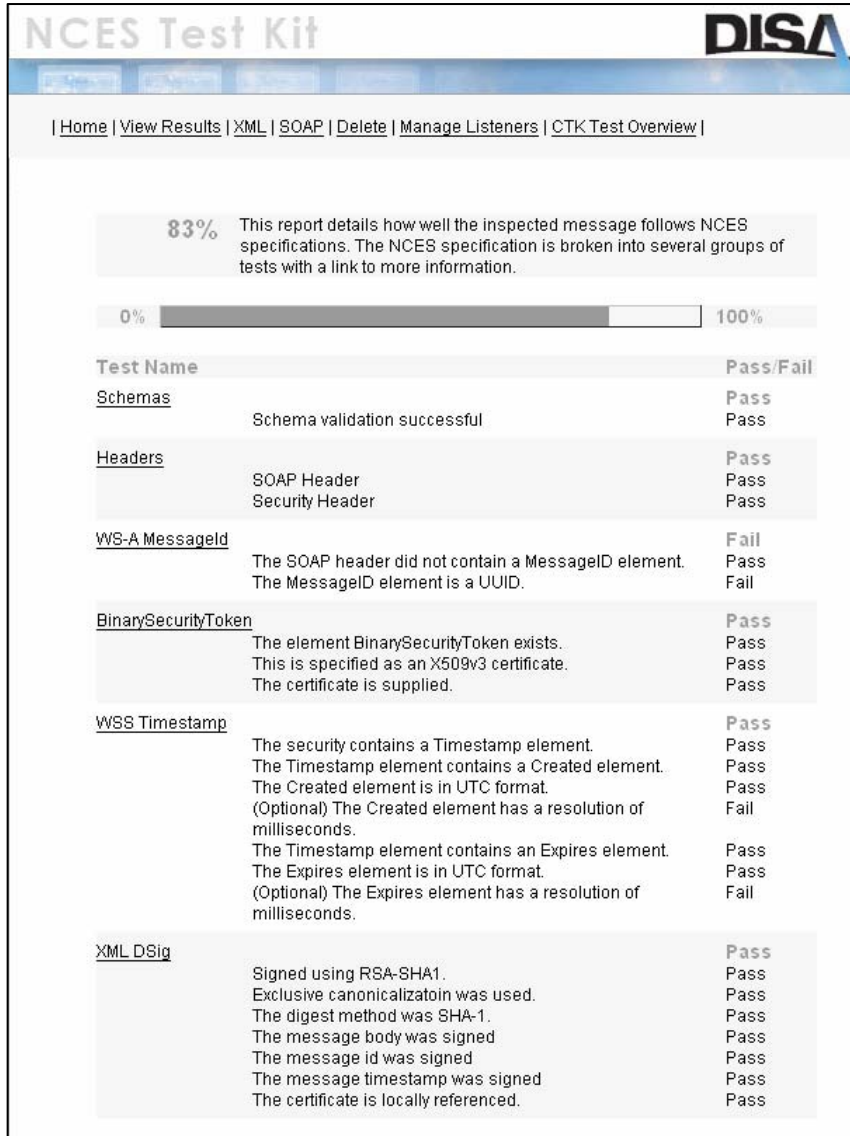 NCES Test Kit
DISA
| Home | View Results | XML | SOAP | Delete | Manage Listeners | CTK Test Overview |
83% This report details how well the inspected message follows NCES
specifications. The NCES specification is broken into several groups of
tests with a link to more information.
0% 100%
Test Name Pass/Fail
Schemas Pass
Schema validation successful Pass
Headers Pass
SOAP Header Pass
Security Header Pass
WS-A MessageId Fail
The SOAP header did not contain a MessageID element. Pass
The MessageID element is a UUID. Fail
BinarySecurityToken Pass
The element BinarySecurityToken exists. Pass
This is specified as an X509v3 certificate. Pass
The certificate is supplied. Pass
WSS Timestamp Pass
The security contains a Timestamp element. Pass
The Timestamp element contains a Created element. Pass
The Created element is in UTC format. Pass
(Optional) The Created element has a resolution of Fail
milliseconds.
The Timestamp element contains an Expires element. Pass
The Expires element is in UTC format. Pass
(Optional) The Expires element has a resolution of Fail
milliseconds.
XML DSig Pass
Signed using RSA-SHA1. Pass
Exclusive canonicalizatoin was used. Pass
The digest method was SHA-1. Pass
The message body was signed Pass
The message id was signed Pass
The message timestamp was signed Pass
The certificate is locally referenced. Pass